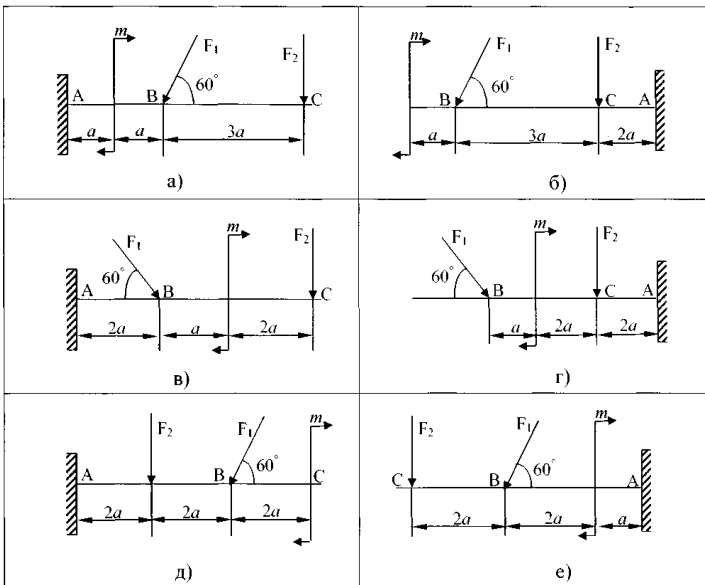 m F₁ F₂
60°
A B C
a a 3a
а)
m F₁ F₂
60°
B C A
a 3a 2a
б)
F₁ m F₂
60°
A B C
2a a 2a
в)
F₁ m F₂
60°
B C A
a 2a 2a
г)
F₂ F₁ m
60°
A B C
2a 2a 2a
д)
F₂ F₁ m
60°
C B A
2a 2a a
е)